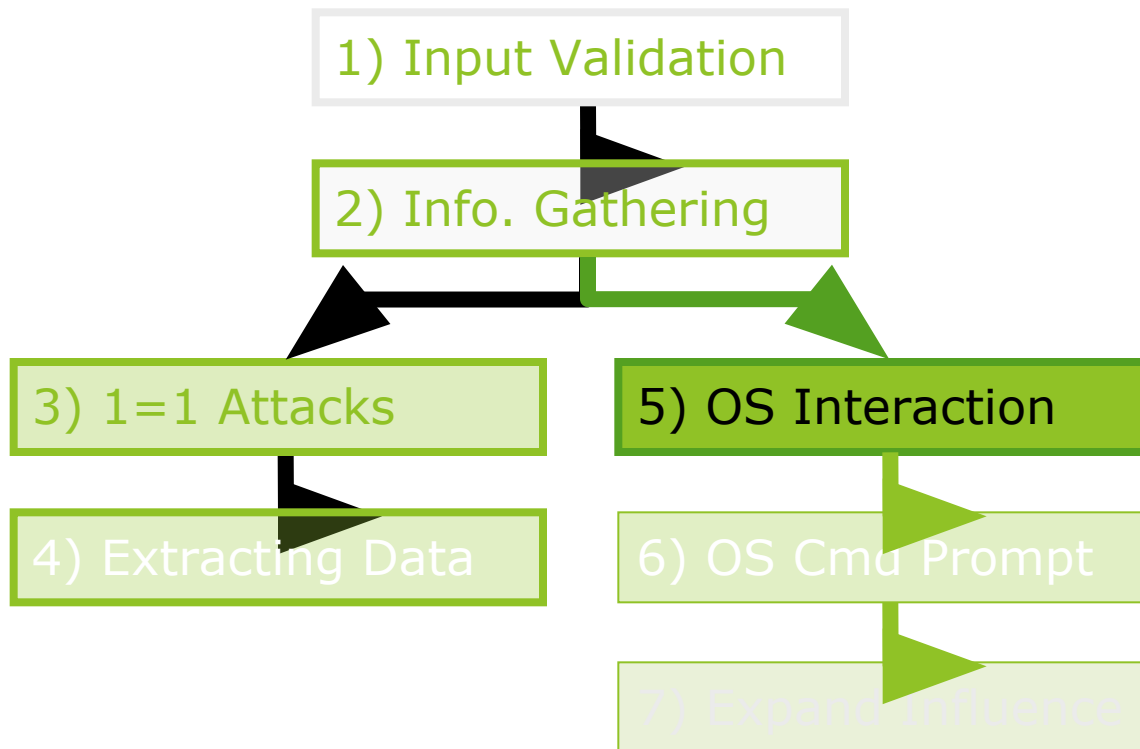 1) Input Validation
2) Info. Gathering
3) 1=1 Attacks
5) OS Interaction
4) Extracting Data
6) OS Cmd Prompt
7) Expand Influence